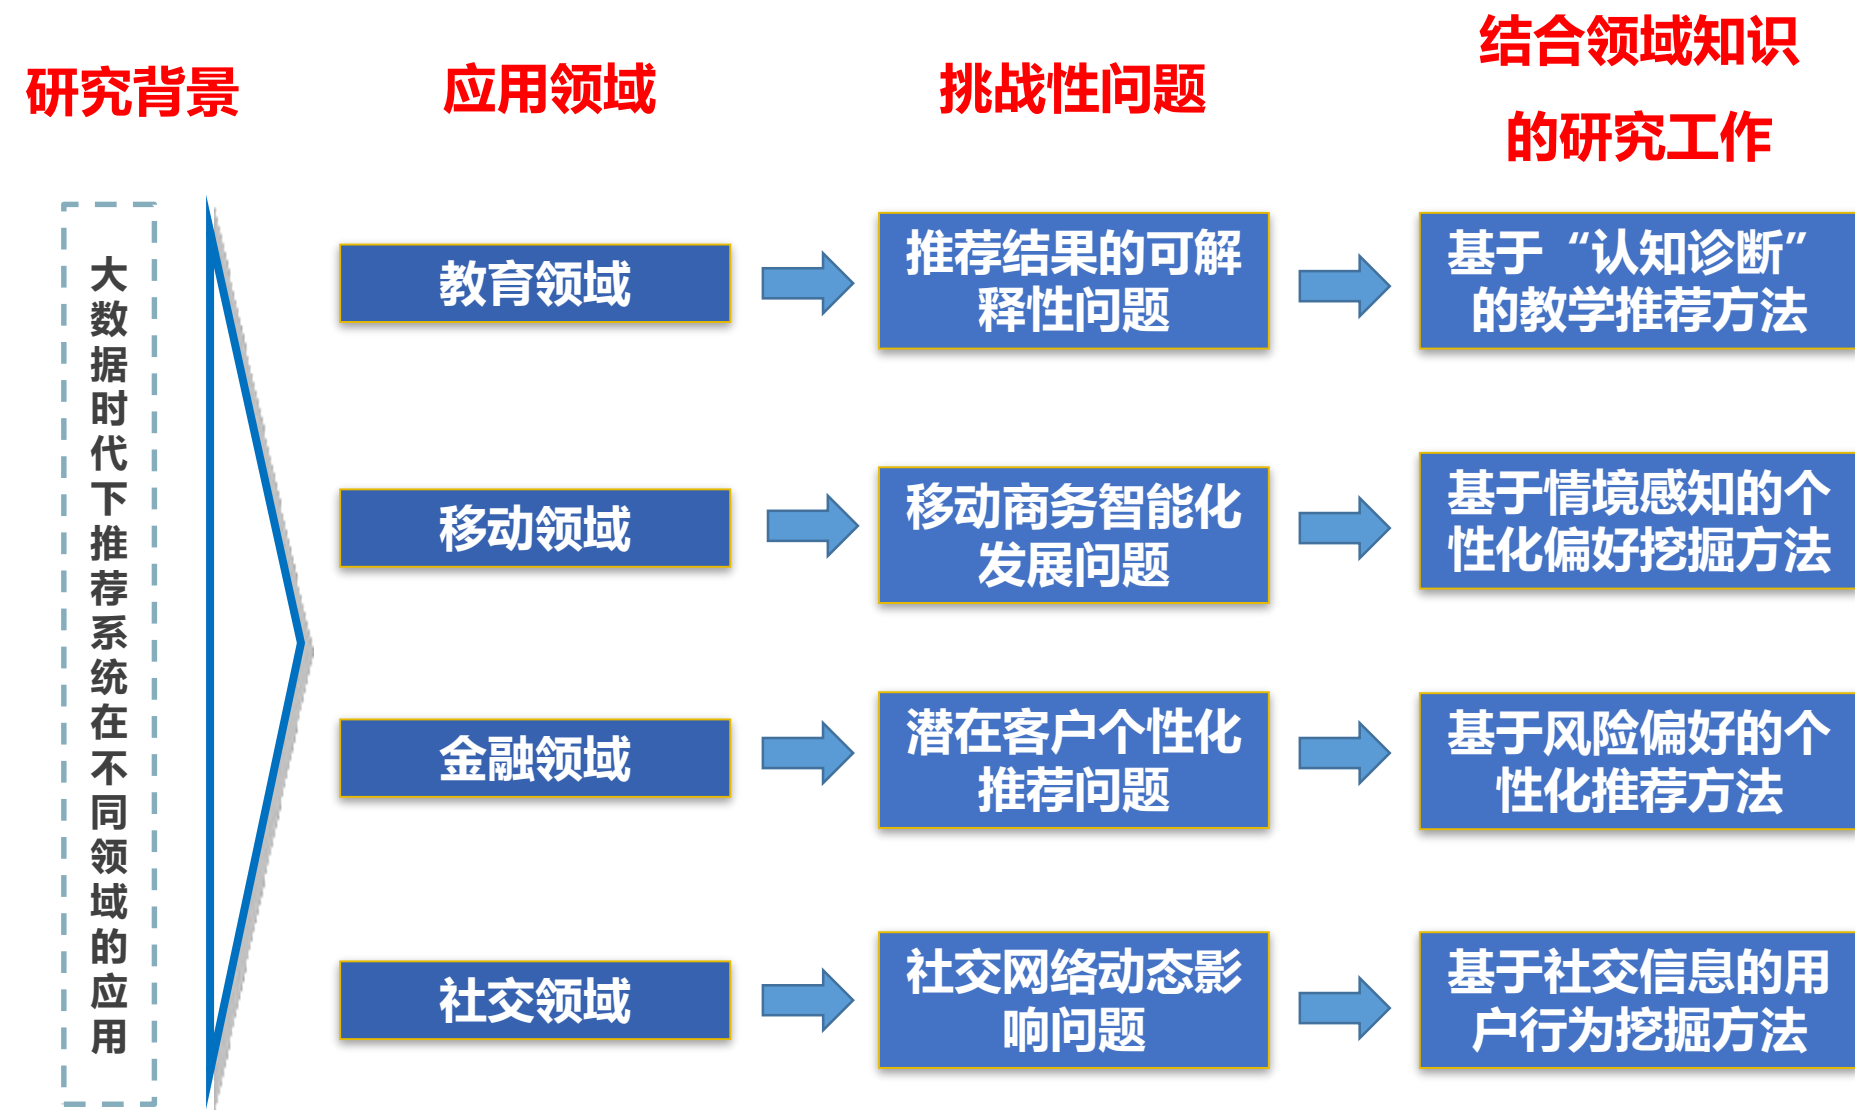 研究背景
应用领域
挑战性问题
结合领域知识
的研究工作
大数据时代下推荐系统在不同领域的应用
教育领域
推荐结果的可解
释性问题
基于“认知诊断”
的教学推荐方法
移动领域
移动商务智能化
发展问题
基于情境感知的个
性化偏好挖掘方法
金融领域
潜在客户个性化
推荐问题
基于风险偏好的个
性化推荐方法
社交领域
社交网络动态影
响问题
基于社交信息的用
户行为挖掘方法